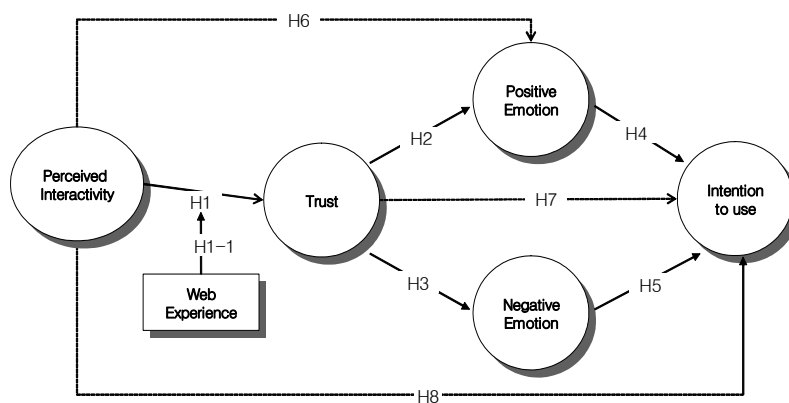 H6
Positive
Emotion
H2
H4
Perceived
Interactivity
H1
Trust
H7
Intention
to use
H1-1
H3
H5
Web
Experience
Negative
Emotion
H8